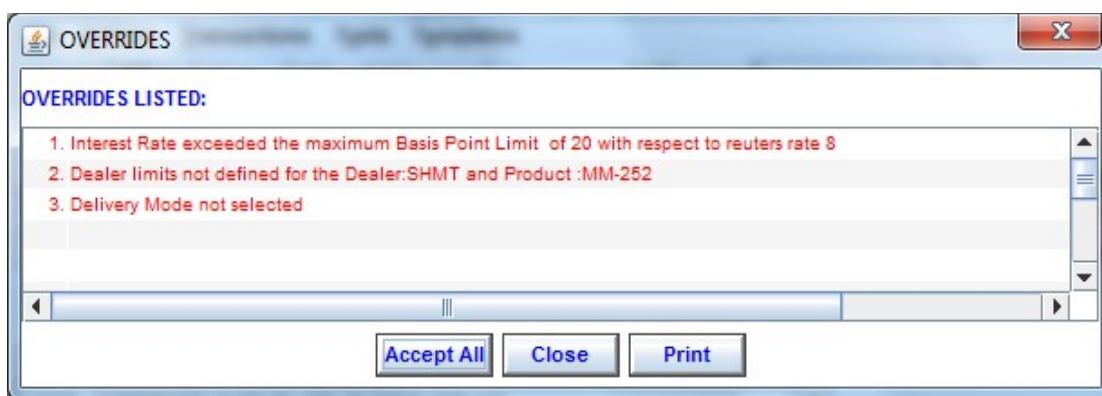 OVERRIDES
OVERRIDES LISTED:
1. Interest Rate exceeded the maximum Basis Point Limit of 20 with respect to reuters rate 8
2. Dealer limits not defined for the Dealer:SHMT and Product :MM-252
3. Delivery Mode not selected
Accept All Close Print